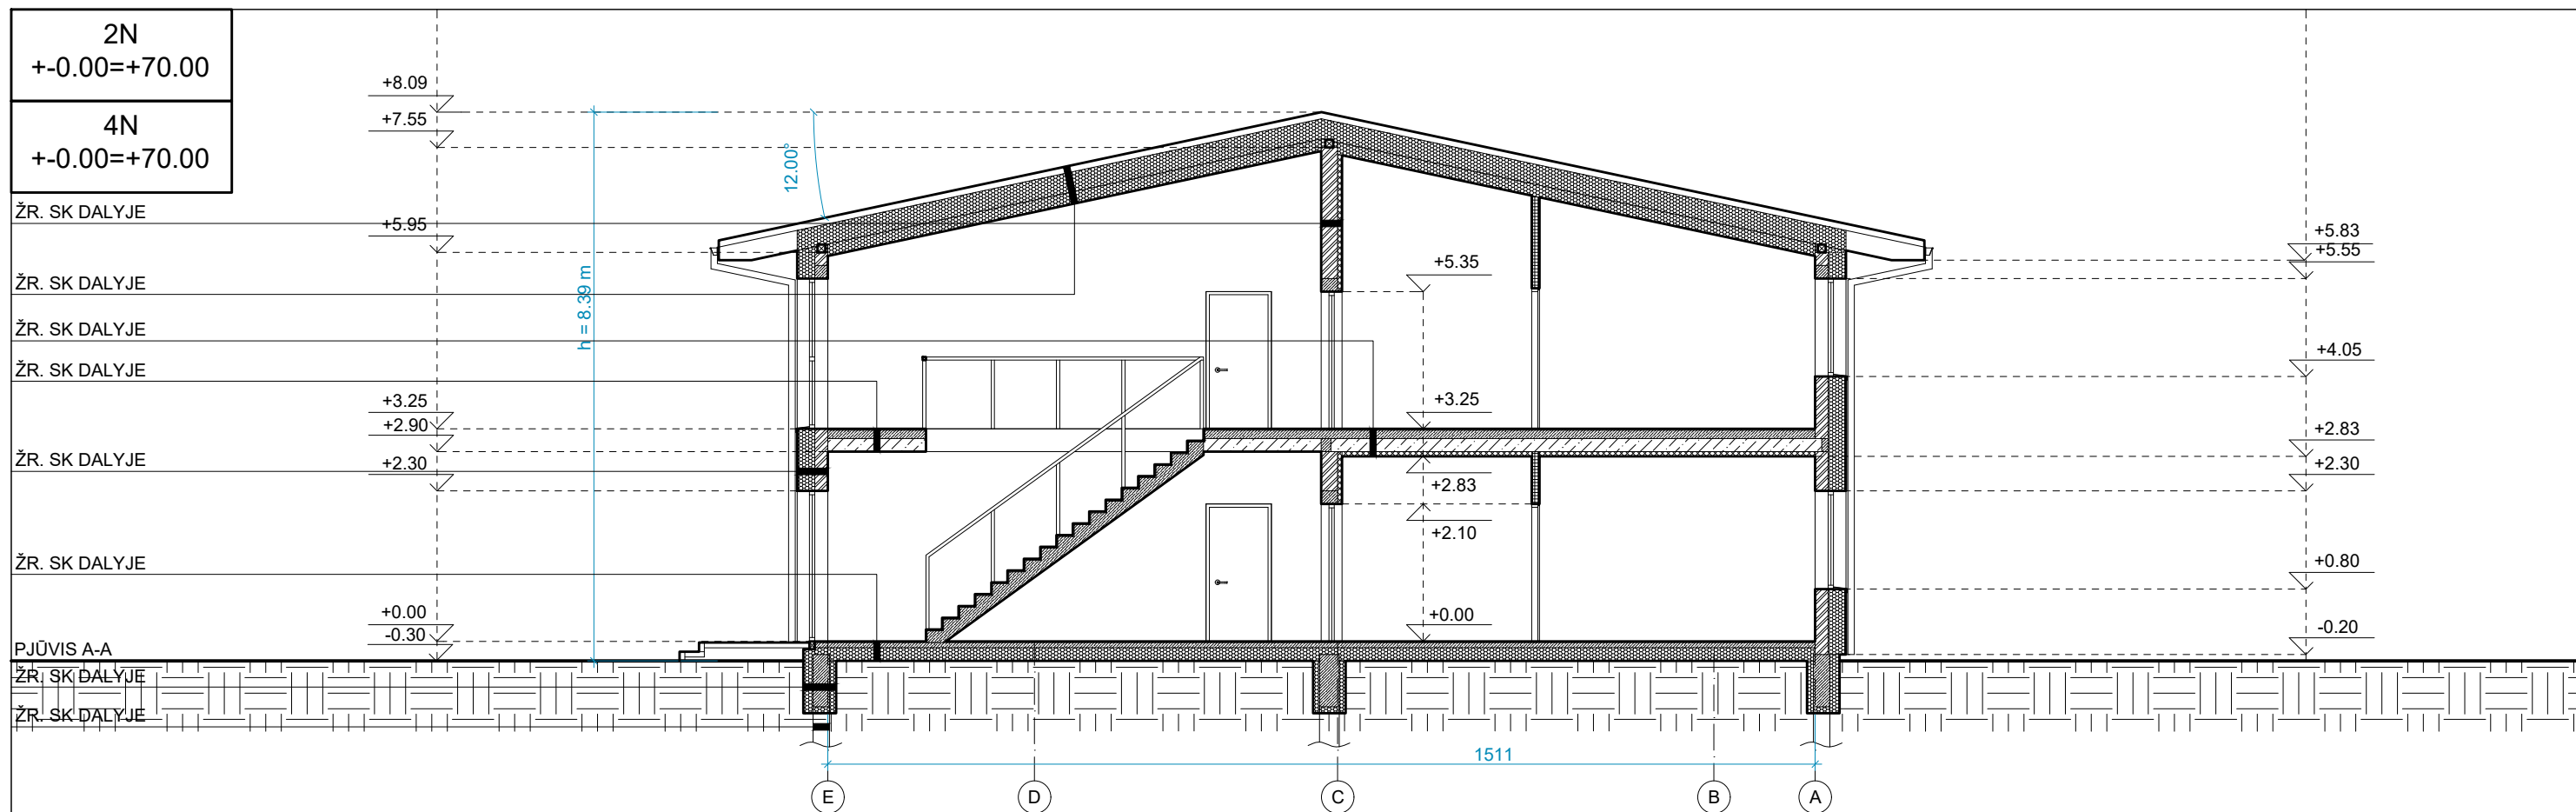 2N
+-0.00=+70.00
4N
+-0.00=+70.00
+8.09
+7.55
12.00°
ŽR. SK DALYJE
+5.95
+5.83
+5.55
+5.35
ŽR. SK DALYJE
h = 8.39 m
ŽR. SK DALYJE
+4.05
ŽR. SK DALYJE
+3.25
+3.25
+2.90
+2.83
ŽR. SK DALYJE
+2.30
+2.30
+2.83
+2.10
ŽR. SK DALYJE
+0.80
+0.00
+0.00
-0.30
-0.20
PJŪVIS A-A
ŽR. SK DALYJE
ŽR. SK DALYJE
1511
E
D
C
B
A